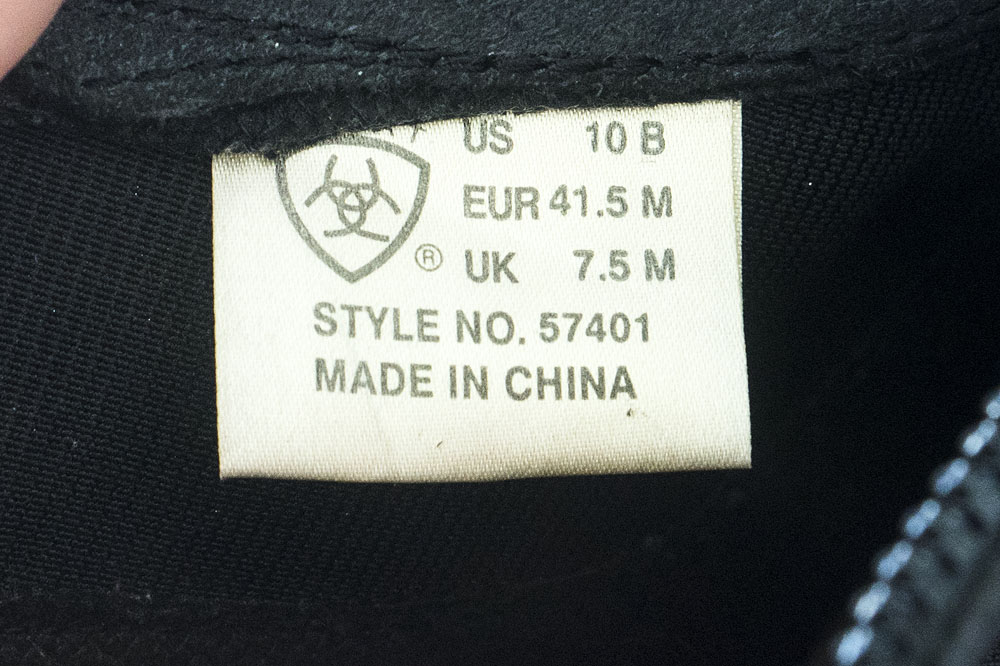 US 10 B
EUR 41.5 M
UK 7.5 M
®
STYLE NO. 57401
MADE IN CHINA